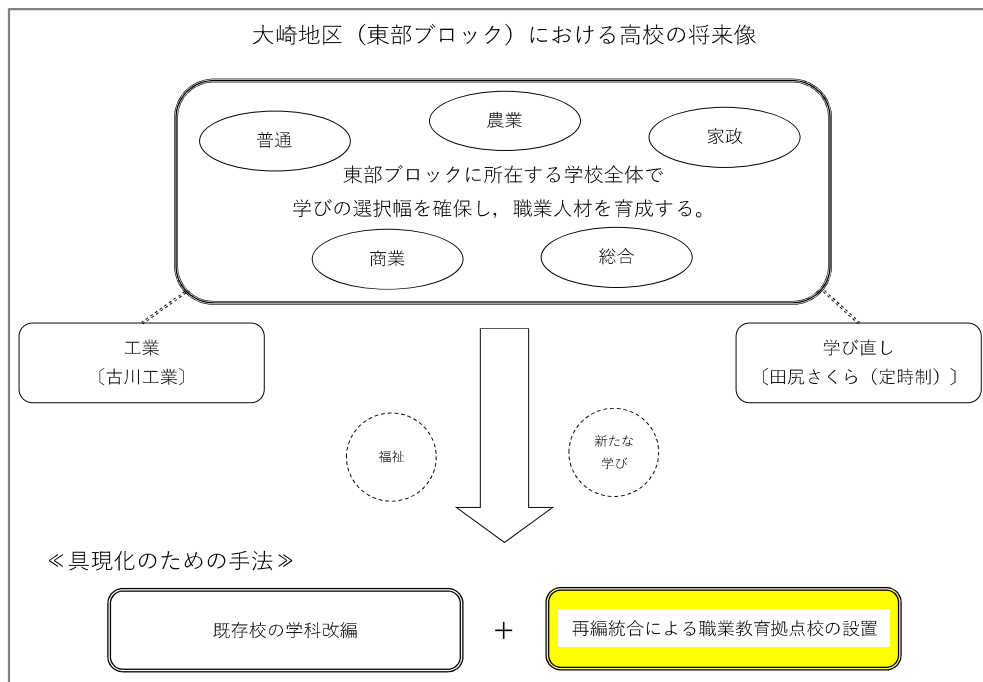 大崎地区（東部ブロック）における高校の将来像
普通
農業
家政
東部ブロックに所在する学校全体で
学びの選択幅を確保し，職業人材を育成する。
商業
総合
工業
〔古川工業〕
学び直し
〔田尻さくら（定時制）〕
福祉
新たな
学び
≪具現化のための手法≫
既存校の学科改編
＋
再編統合による職業教育拠点校の設置